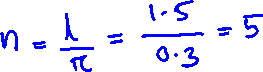 n = l/π = 1.5/0.3 = 5